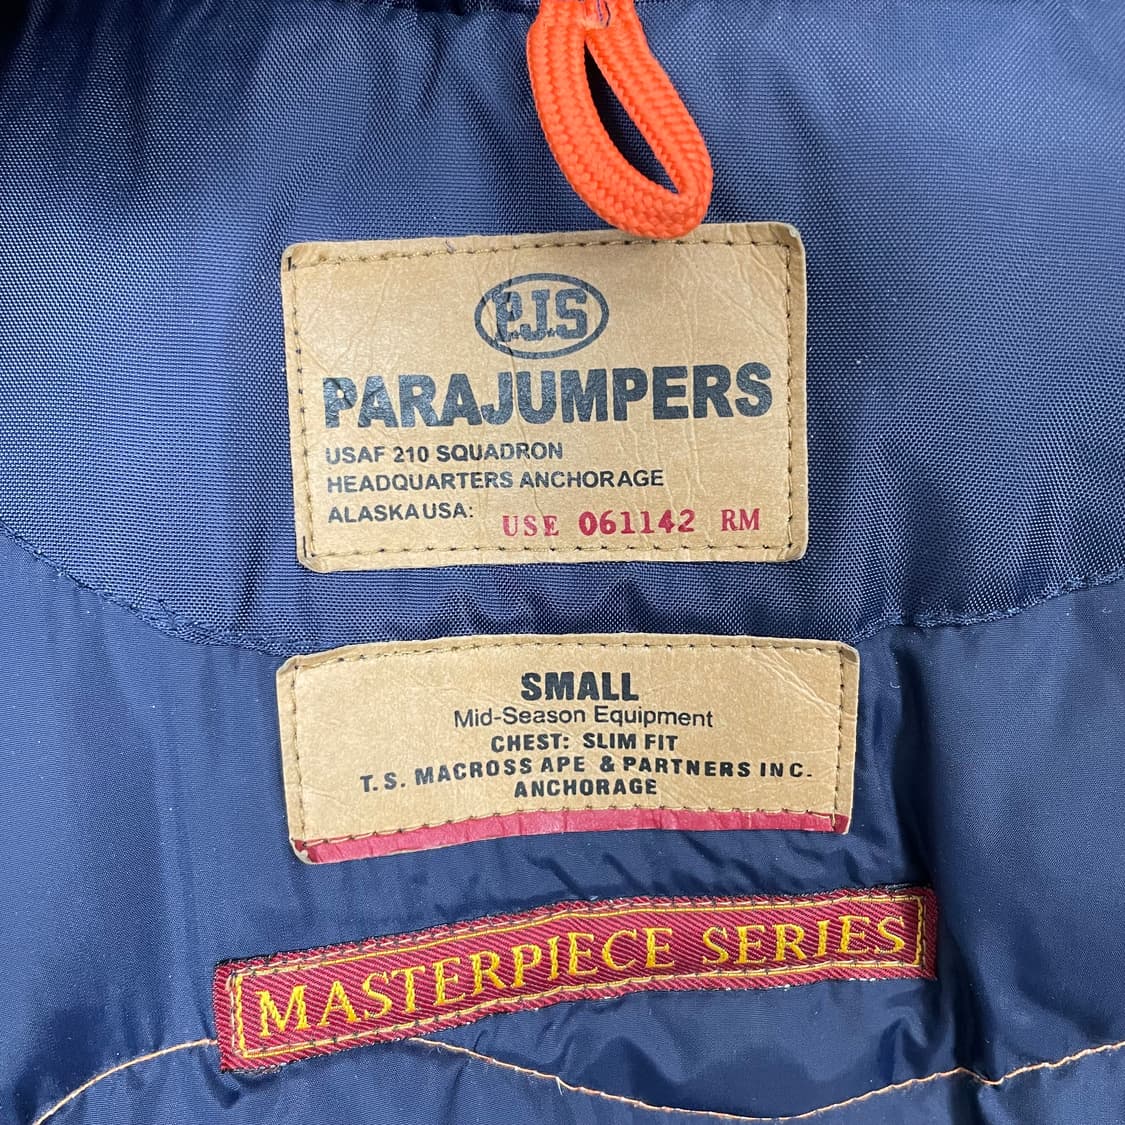 P.J.S
PARAJUMPERS
USAF 210 SQUADRON
HEADQUARTERS ANCHORAGE
ALASKA USA: USE 061142 RM
SMALL
Mid-Season Equipment
CHEST: SLIM FIT
T.S. MACROSS APE & PARTNERS INC.
ANCHORAGE
MASTERPIECE SERIES